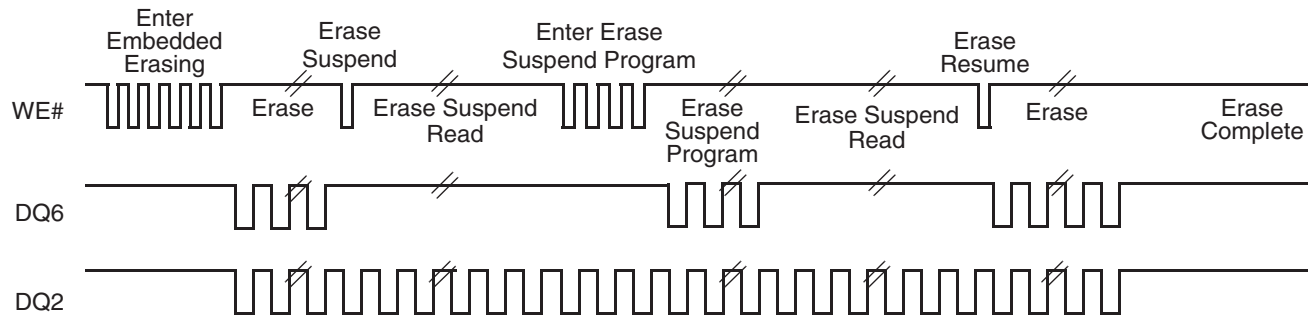 Enter
Embedded
Erasing
Erase
Suspend
Enter Erase
Suspend Program
Erase
Resume
WE#
Erase
Erase Suspend
Read
Erase
Suspend
Program
Erase Suspend
Read
Erase
Erase
Complete
DQ6
DQ2